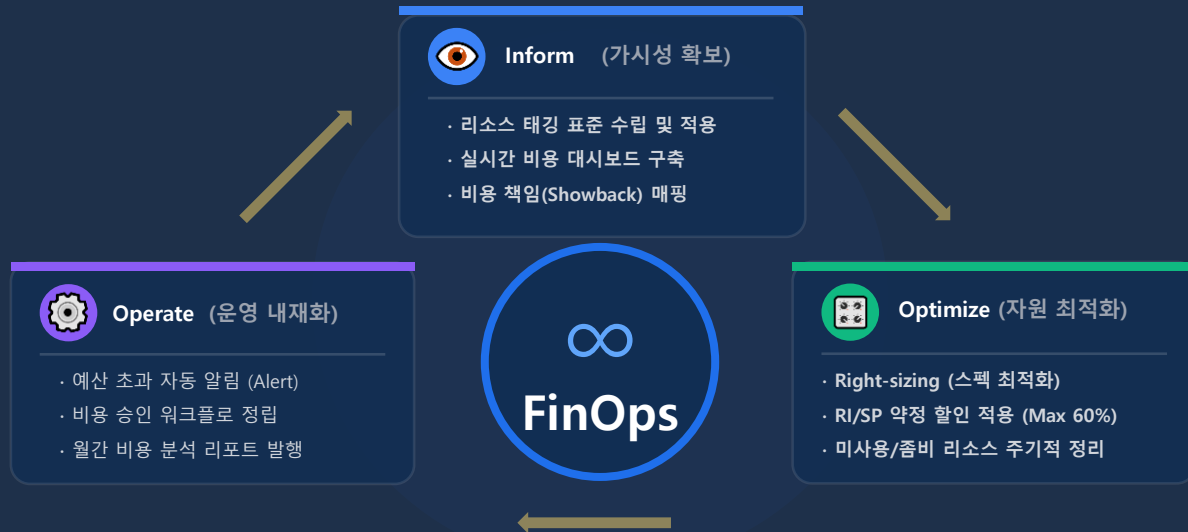 Inform (가시성 확보)
· 리소스 태깅 표준 수립 및 적용
· 실시간 비용 대시보드 구축
· 비용 책임(Showback) 매핑
Operate (운영 내재화)
· 예산 초과 자동 알림 (Alert)
· 비용 승인 워크플로 정립
· 월간 비용 분석 리포트 발행
∞
FinOps
Optimize (자원 최적화)
· Right-sizing (스펙 최적화)
· RI/SP 약정 할인 적용 (Max 60%)
· 미사용/좀비 리소스 주기적 정리